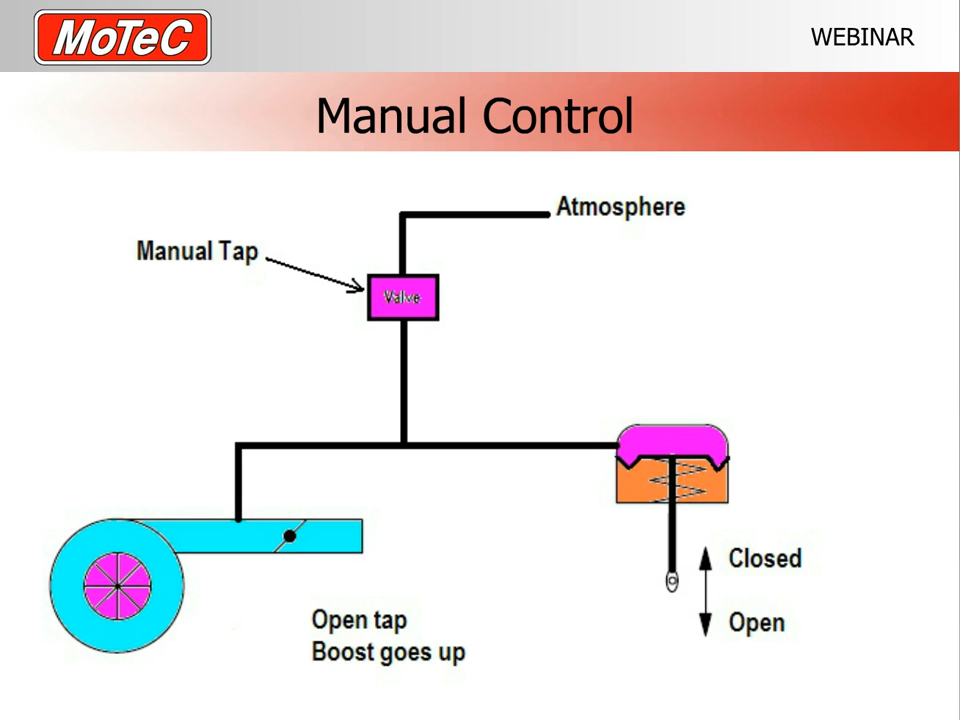 MoTeC
WEBINAR
Manual Control
Atmosphere
Manual Tap
Valve
Closed
Open
Open tap
Boost goes up